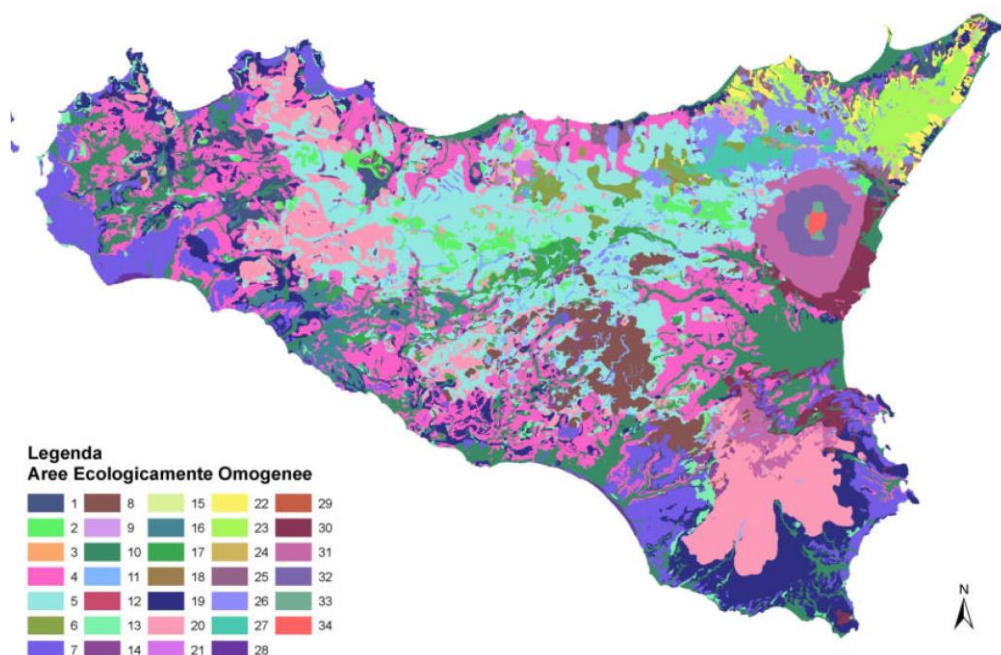 Legenda
Aree Ecologicamente Omogenee
1 8 15 22 29
2 9 16 23 30
3 10 17 24 31
4 11 18 25 32
5 12 19 26 33
6 13 20 27 34
7 14 21 28
N